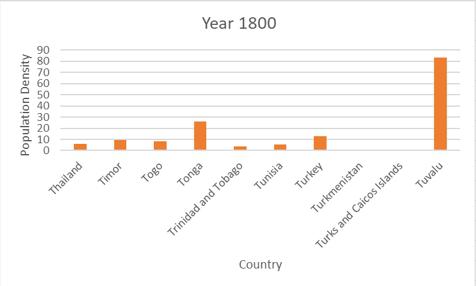 Year 1800
Population Density
90
80
70
60
50
40
30
20
10
0
Thailand
Timor
Togo
Tonga
Trinidad and Tobago
Tunisia
Turkey
Turkmenistan
Turks and Caicos Islands
Tuvalu
Country